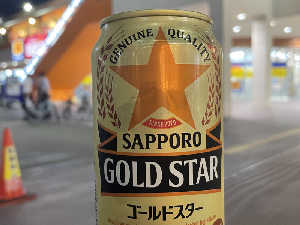 GENUINE QUALITY
SAPPORO
GOLD STAR
ゴールドスター